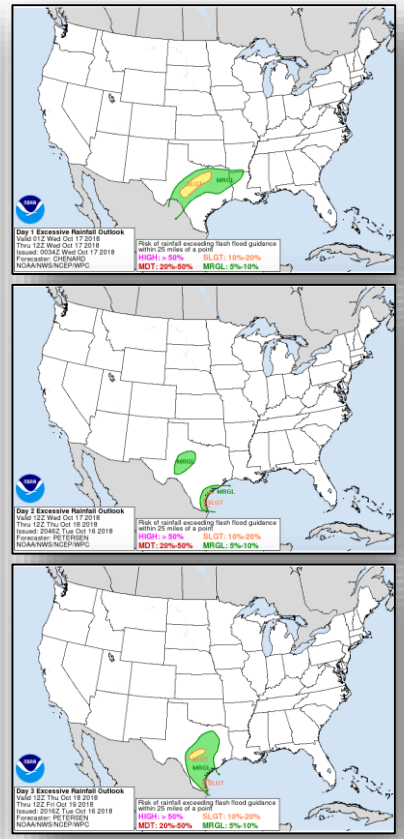 SLGT
MRGL
noaa
Day 1 Excessive Rainfall Outlook
Valid 01Z Wed Oct 17 2018
Thru 12Z Wed Oct 17 2018
Issued: 0034Z Wed Oct 17 2018
Forecaster: CHENARD
NOAA/NWS/NCEP/WPC
Risk of rainfall exceeding flash flood guidance
within 25 miles of a point
HIGH: > 50% SLGT: 10%-20%
MDT: 20%-50% MRGL: 5%-10%
MRGL
MRGL
SLGT
noaa
Day 2 Excessive Rainfall Outlook
Valid 12Z Wed Oct 17 2018
Thru 12Z Thu Oct 18 2018
Issued: 2046Z Tue Oct 16 2018
Forecaster: PETERSEN
NOAA/NWS/NCEP/WPC
Risk of rainfall exceeding flash flood guidance
within 25 miles of a point
HIGH: > 50% SLGT: 10%-20%
MDT: 20%-50% MRGL: 5%-10%
SLGT
MRGL
SLGT
noaa
Day 3 Excessive Rainfall Outlook
Valid 12Z Thu Oct 18 2018
Thru 12Z Fri Oct 19 2018
Issued: 2016Z Tue Oct 16 2018
Forecaster: PETERSEN
NOAA/NWS/NCEP/WPC
Risk of rainfall exceeding flash flood guidance
within 25 miles of a point
HIGH: > 50% SLGT: 10%-20%
MDT: 20%-50% MRGL: 5%-10%